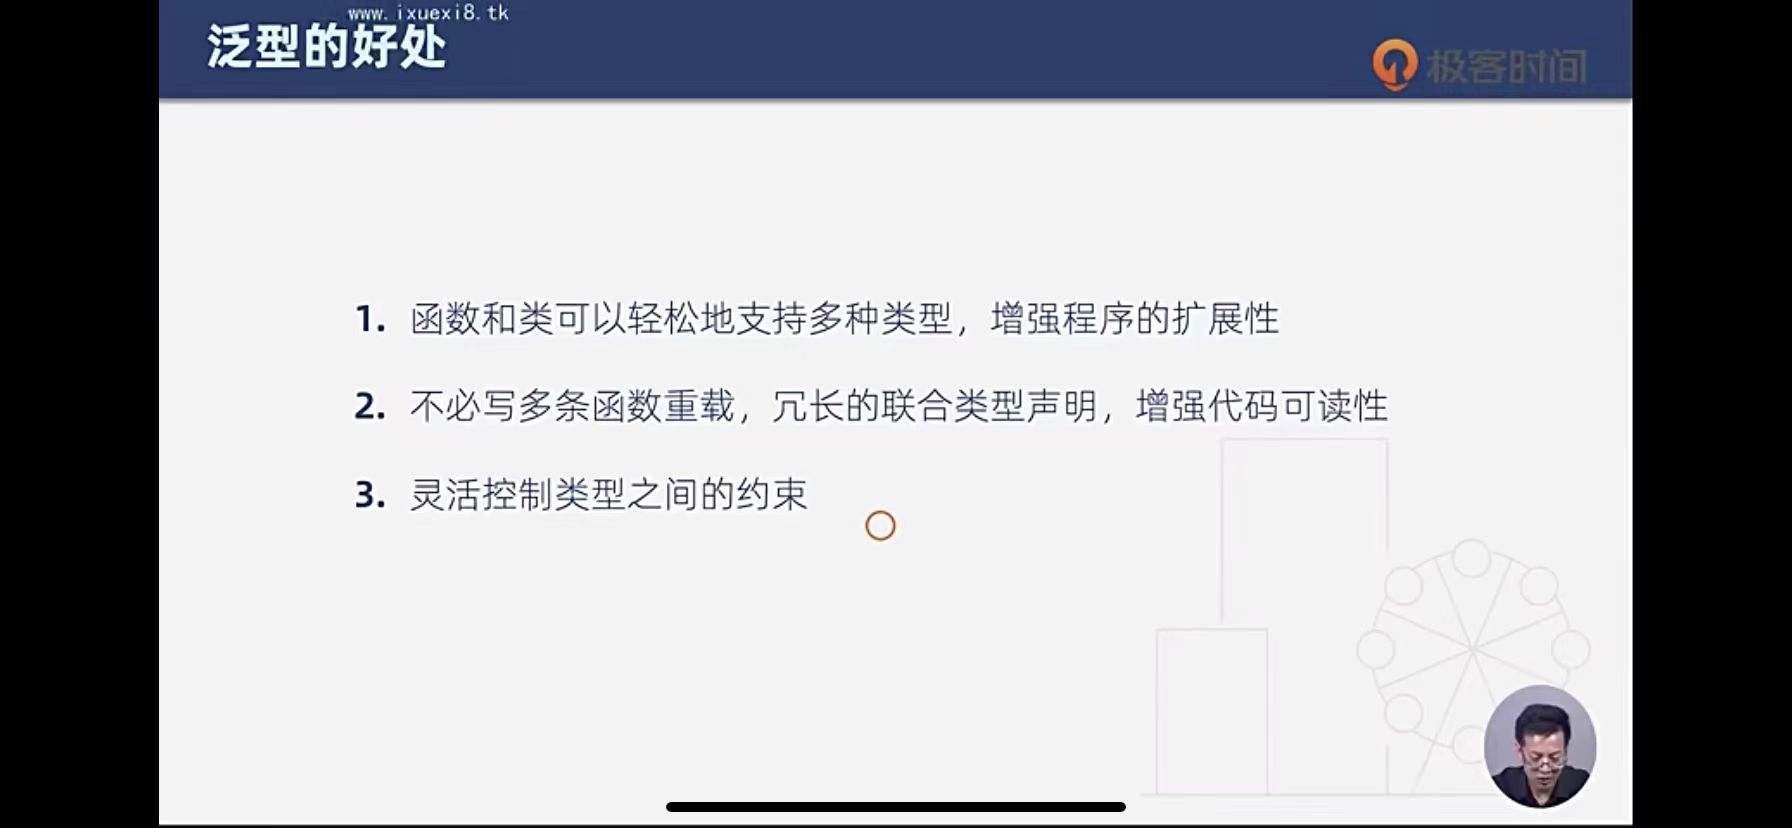 www.ixuexi8.tk
泛型的好处
极客时间
1. 函数和类可以轻松地支持多种类型，增强程序的扩展性
2. 不必写多条函数重载，冗长的联合类型声明，增强代码可读性
3. 灵活控制类型之间的约束